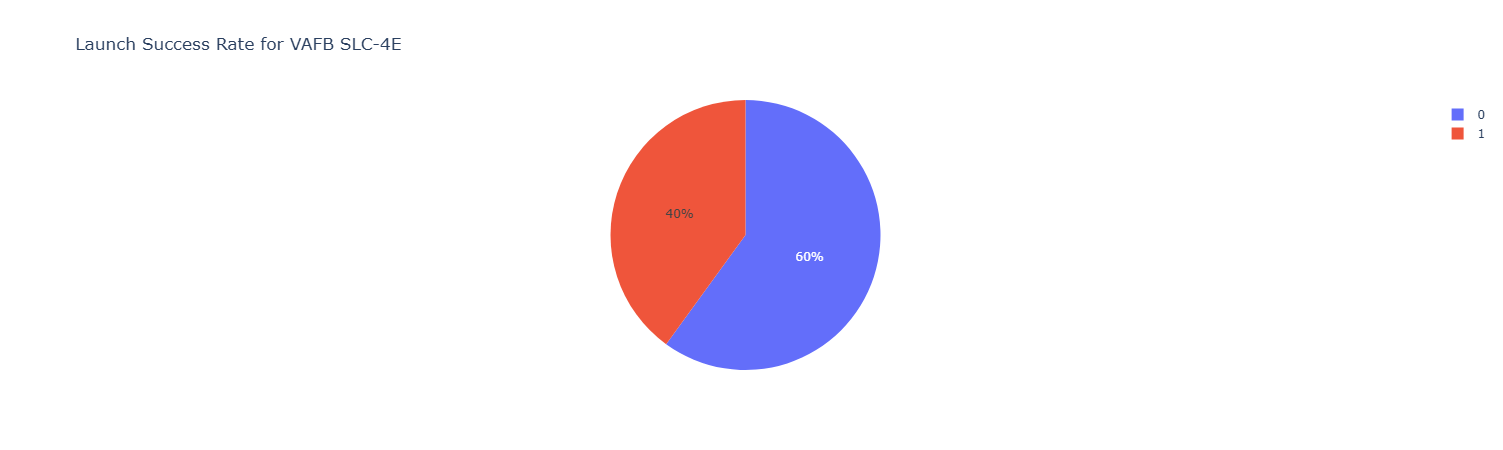 Launch Success Rate for VAFB SLC-4E
0
1
40%
60%